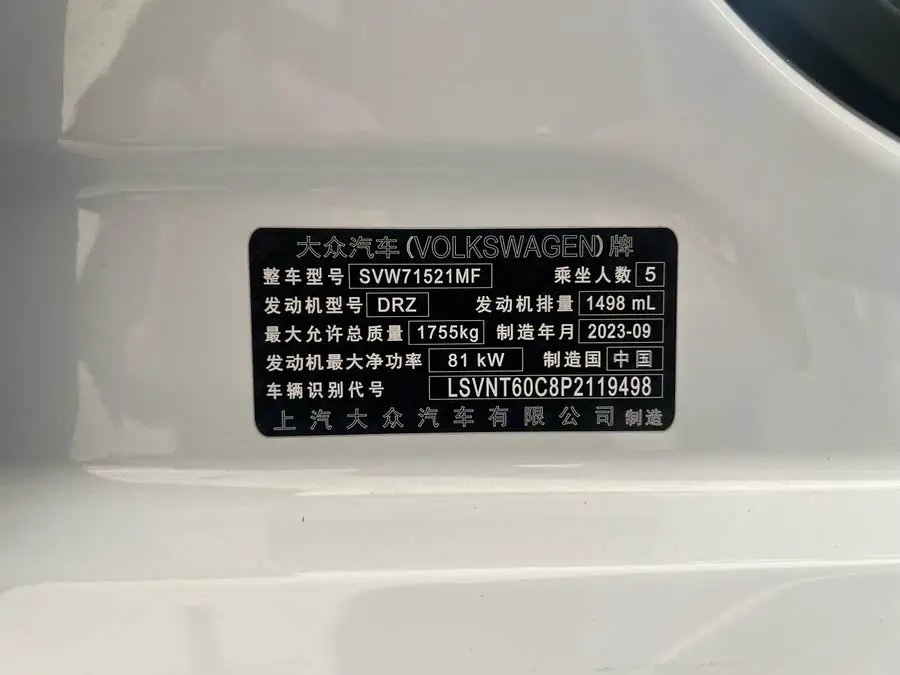 大众汽车(VOLKSWAGEN)牌
整车型号 SVW71521MF 乘坐人数 5
发动机型号 DRZ 发动机排量 1498 mL
最大允许总质量 1755kg 制造年月 2023-09
发动机最大净功率 81 kW 制造国 中国
车辆识别代号 LSVNT60C8P2119498
上汽大众汽车有限公司 制造